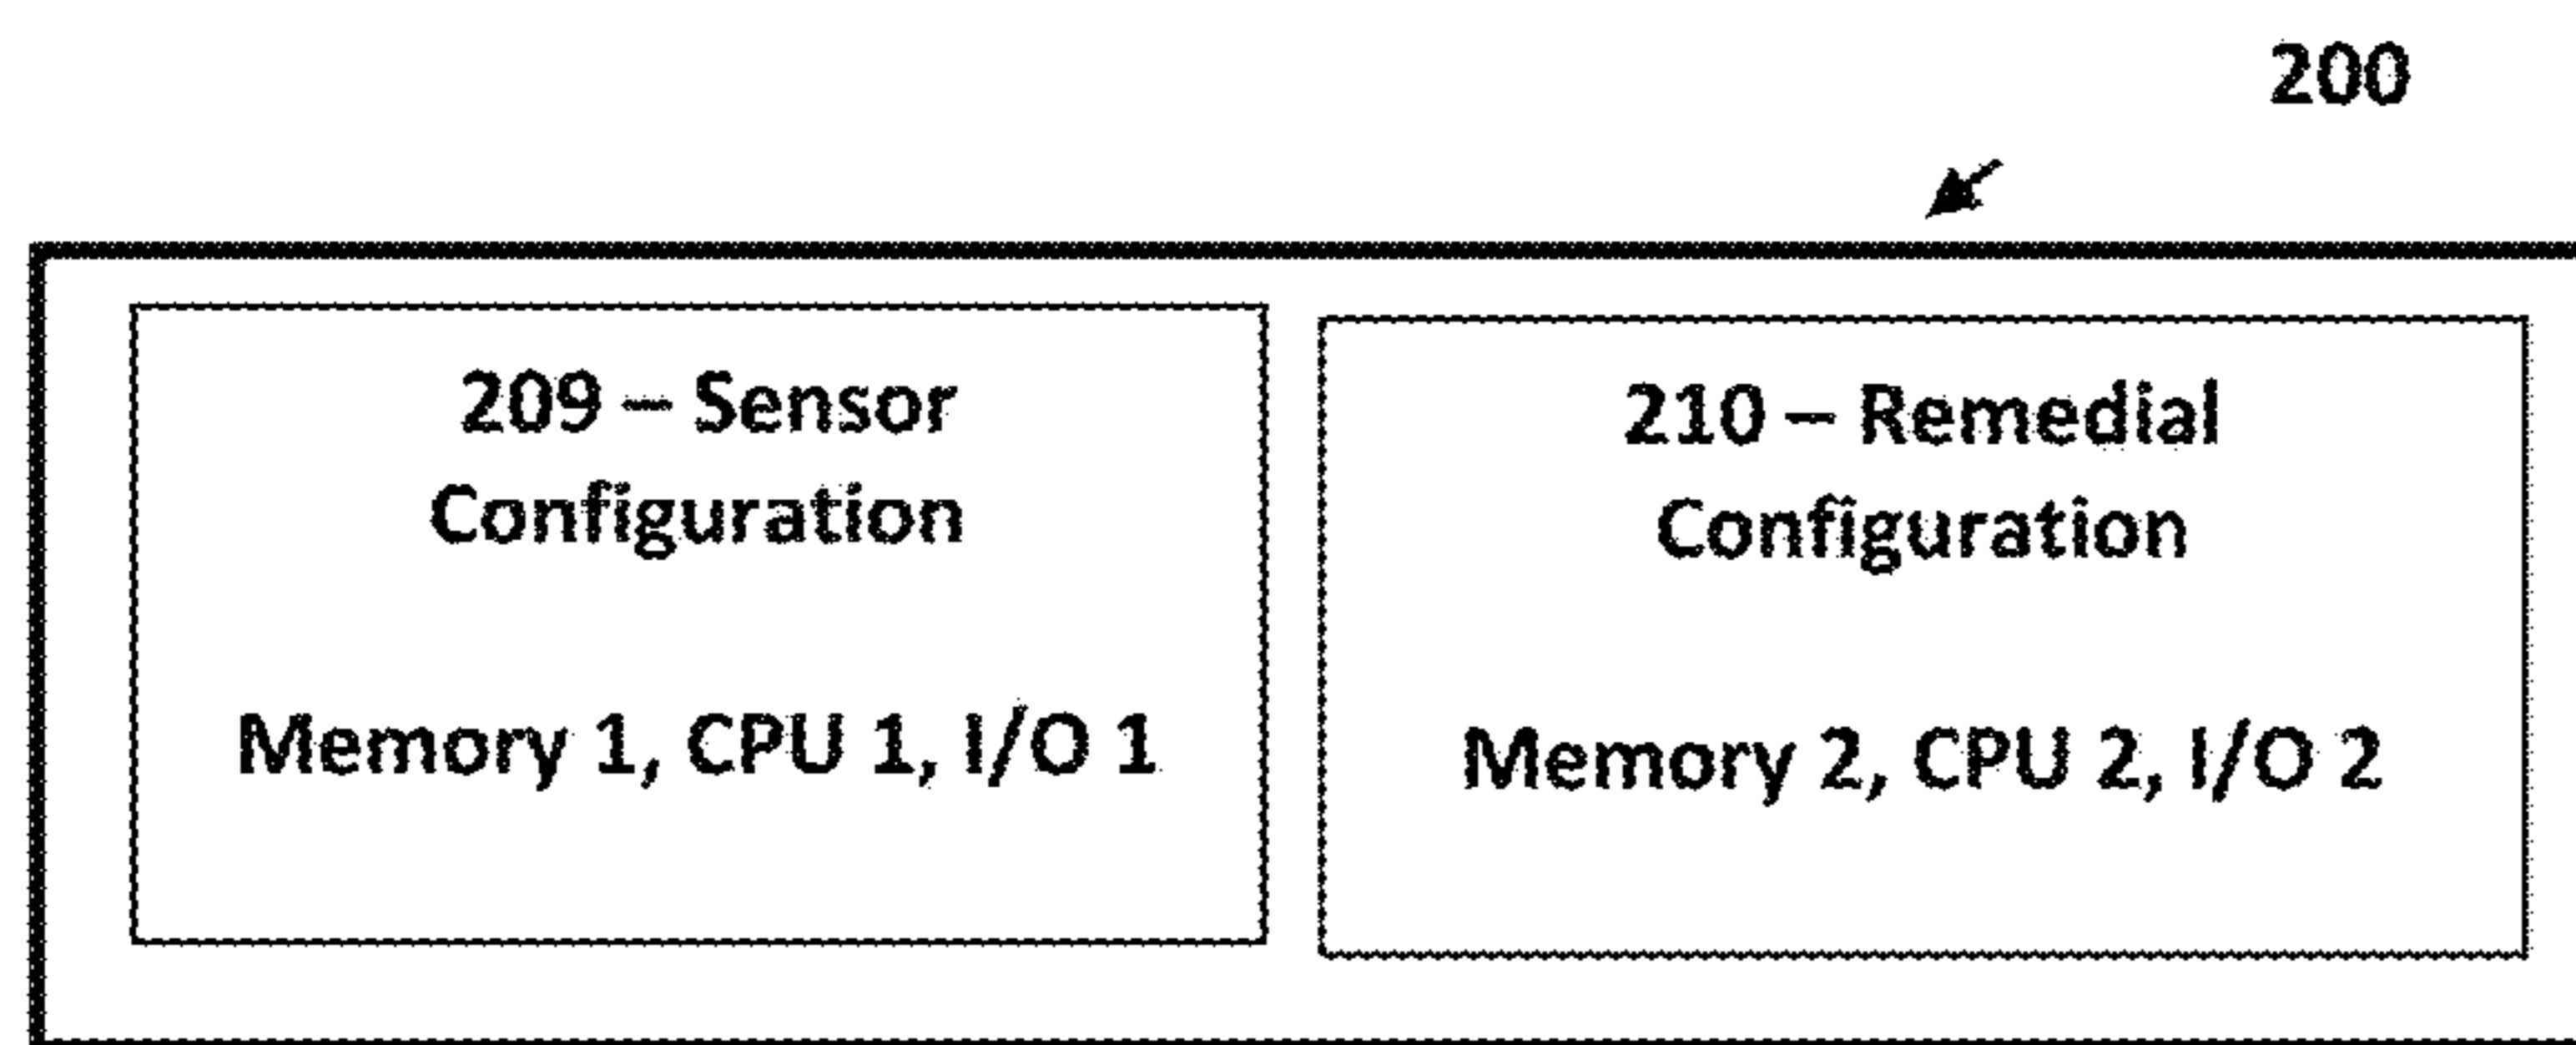 200
209 – Sensor
Configuration
Memory 1, CPU 1, I/O 1
210 – Remedial
Configuration
Memory 2, CPU 2, I/O 2